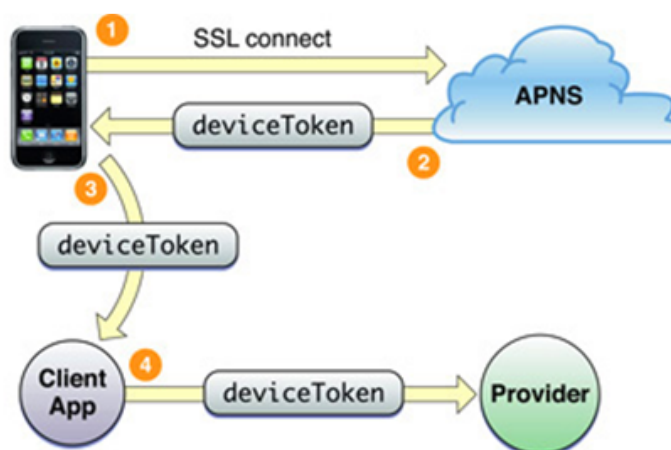 1
SSL connect
APNS
deviceToken
2
3
deviceToken
4
Client
App
deviceToken
Provider